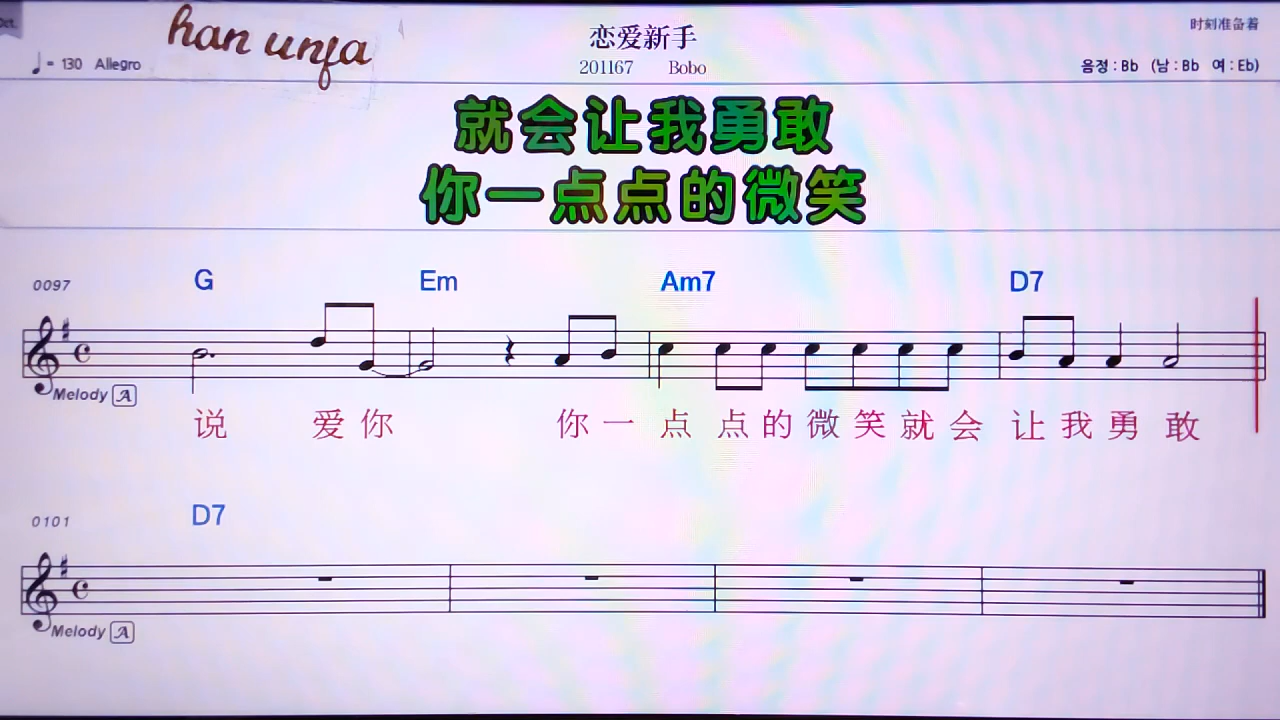 oct.
han unfa
恋爱新手
时刻准备着
= 130 Allegro
201167 Bobo
음정 : Bb (남 : Bb 여 : Eb)
就会让我勇敢
你一点点的微笑
0097
G Em Am7 D7
Melody A
说 爱你 你一点点的微笑就会让我勇敢
0101
D7
Melody A